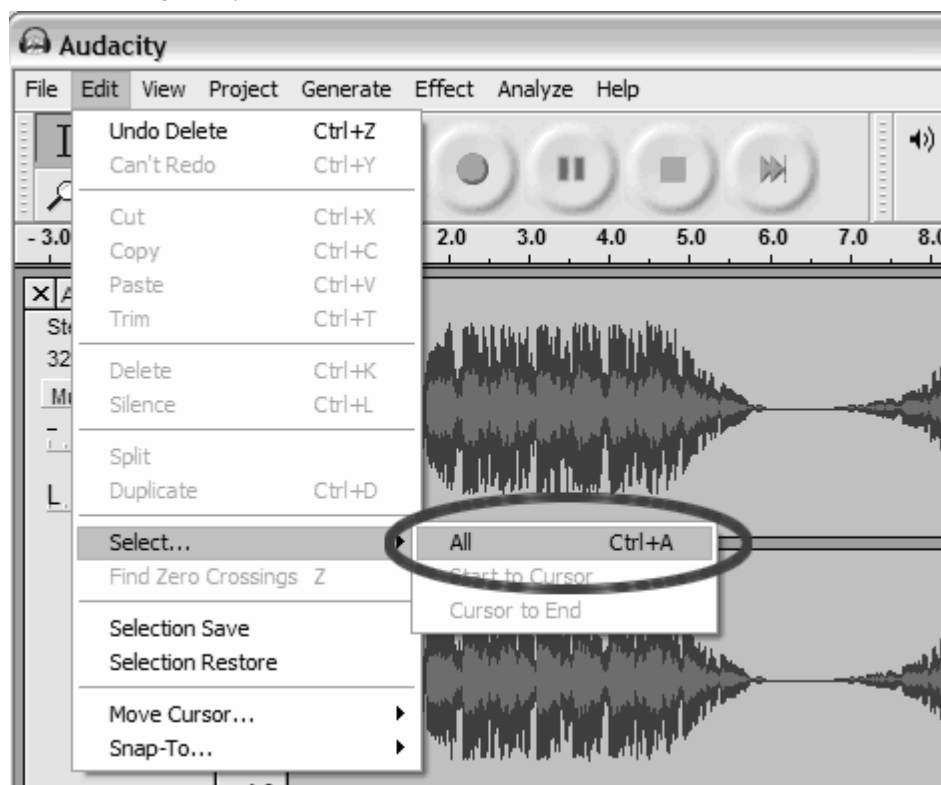 Audacity
File Edit View Project Generate Effect Analyze Help
Undo Delete Ctrl+Z
Can't Redo Ctrl+Y
Cut Ctrl+X
- 3.0 2.0 3.0 4.0 5.0 6.0 7.0 8.0
Copy Ctrl+C
Paste Ctrl+V
Trim Ctrl+T
32
Delete Ctrl+K
Silence Ctrl+L
Split
Duplicate Ctrl+D
L
Select... All Ctrl+A
Find Zero Crossings Z Start to Cursor
Cursor to End
Selection Save
Selection Restore
Move Cursor...
Snap-To...